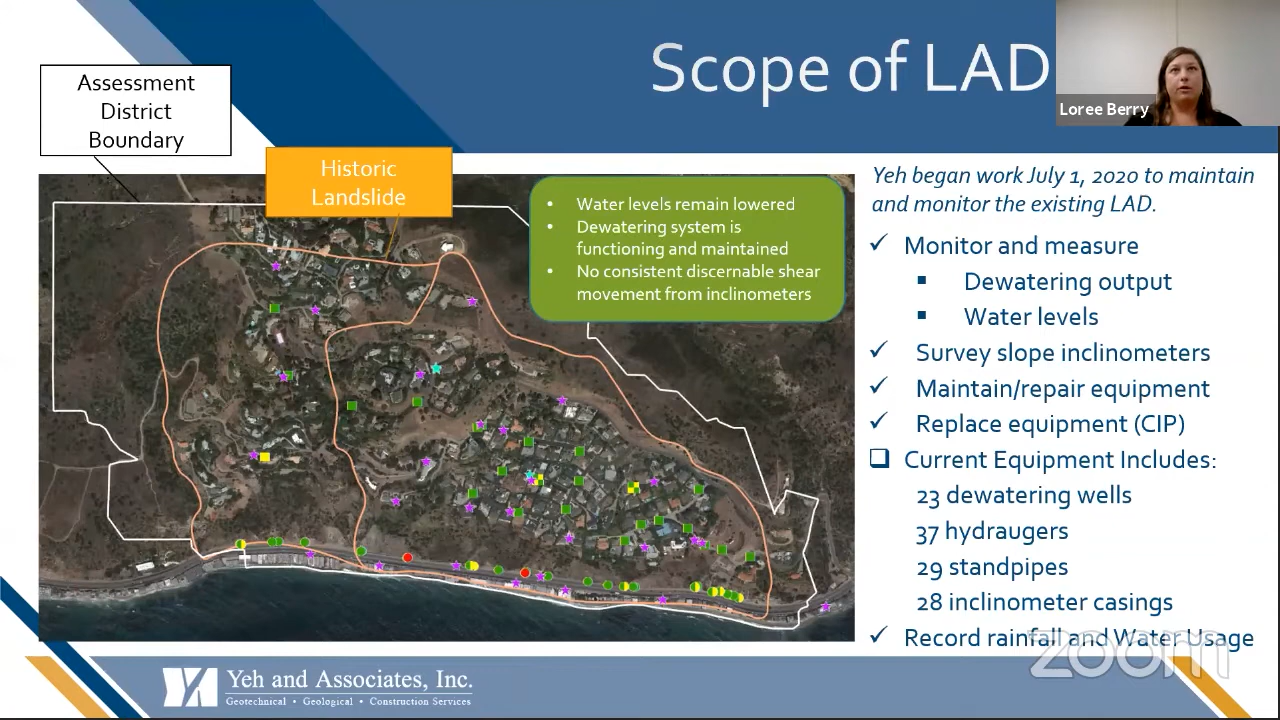 Scope of LAD
Loree Berry
Assessment
District
Boundary
Historic
Landslide
• Water levels remain lowered
• Dewatering system is
functioning and maintained
• No consistent discernable shear
movement from inclinometers
Yeh began work July 1, 2020 to maintain
and monitor the existing LAD.
✓ Monitor and measure
▪ Dewatering output
▪ Water levels
✓ Survey slope inclinometers
✓ Maintain/repair equipment
✓ Replace equipment (CIP)
❑ Current Equipment Includes:
23 dewatering wells
37 hydraugers
29 standpipes
28 inclinometer casings
✓ Record rainfall and Water Usage
zoom
Yeh and Associates, Inc.
Geotechnical • Geological • Construction Services